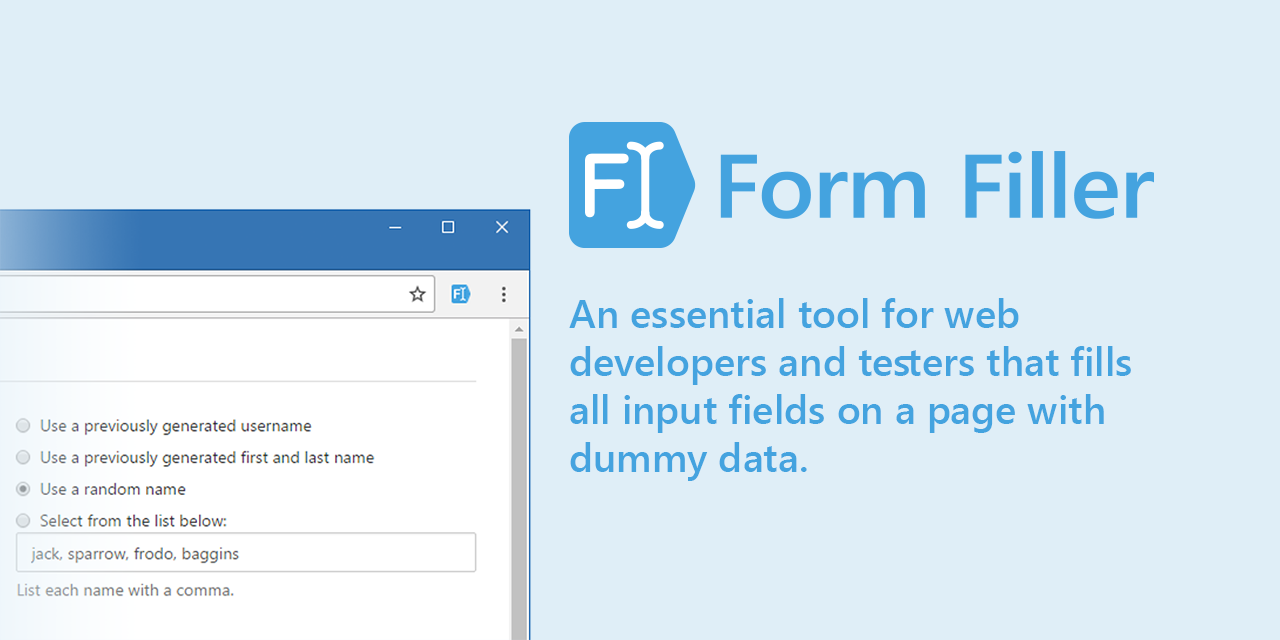 FI Form Filler
An essential tool for web
developers and testers that fills
all input fields on a page with
dummy data.
FI
Use a previously generated username
Use a previously generated first and last name
Use a random name
Select from the list below:
jack, sparrow, frodo, baggins
List each name with a comma.